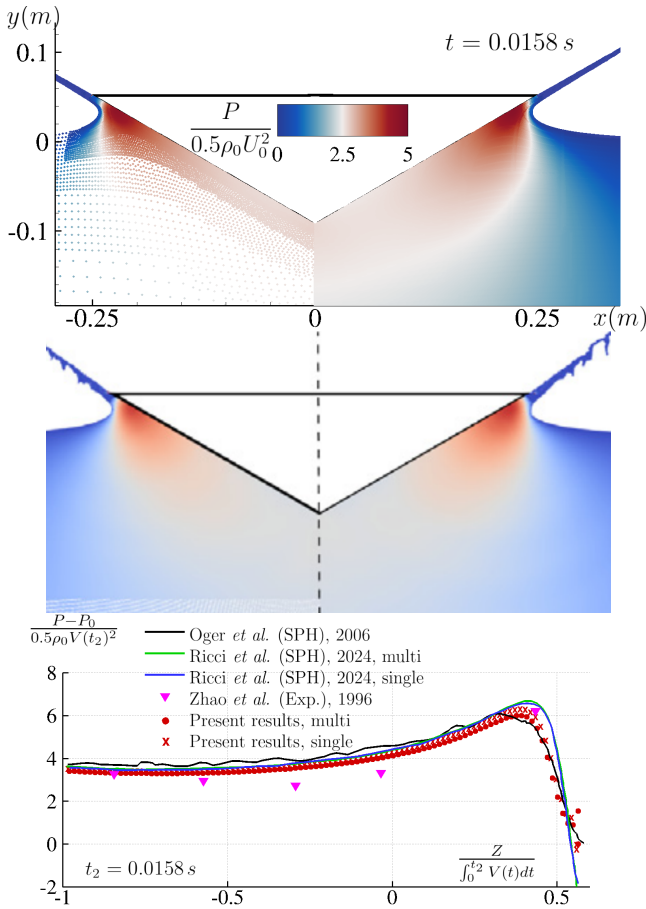 y(m)
t = 0.0158 s
0.1
0
-0.1
P
0.5ρ₀U₀²
0 2.5 5
-0.25 0 0.25 x(m)
P−P₀
0.5ρ₀V(t₂)²
Oger et al. (SPH), 2006
Ricci et al. (SPH), 2024, multi
Ricci et al. (SPH), 2024, single
Zhao et al. (Exp.), 1996
Present results, multi
Present results, single
8
6
4
2
0
-2
t₂ = 0.0158 s
Z
∫₀^t₂ V(t)dt
-1 -0.5 0 0.5